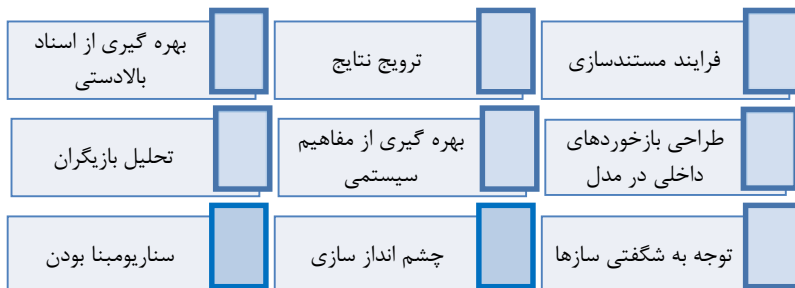 فرایند مستندسازی
ترویج نتایج
بهره گیری از اسناد
بالادستی
طراحی بازخوردهای
داخلی در مدل
بهره گیری از مفاهیم
سیستمی
تحلیل بازیگران
توجه به شگفتی سازها
چشم انداز سازی
سناریومبنا بودن